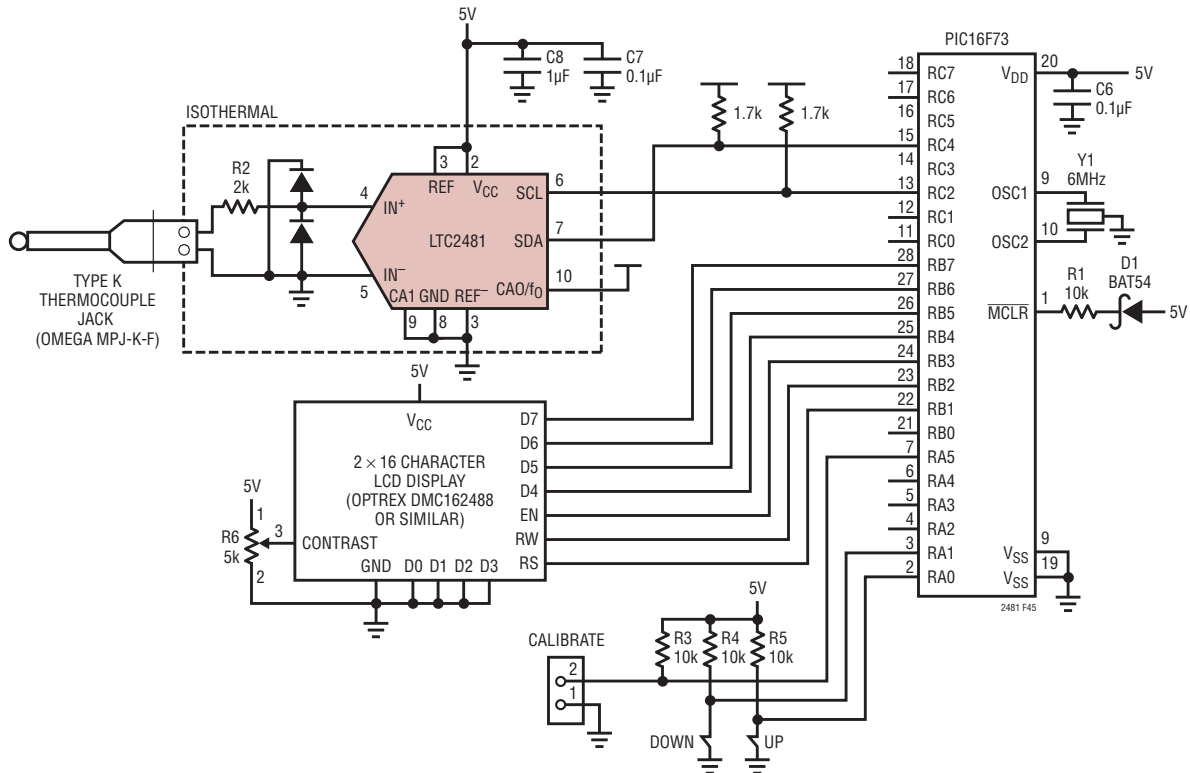 5V
C8
1µF
C7
0.1µF
ISOTHERMAL
R2
2k
4
IN+
IN–
5
3
REF
2
VCC
SCL
6
LTC2481
SDA
7
CAO/fO
10
CA1
GND
REF–
9
8
3
TYPE K
THERMOCOUPLE
JACK
(OMEGA MPJ-K-F)
1.7k
1.7k
PIC16F73
18
RC7
17
RC6
16
RC5
15
RC4
14
RC3
13
RC2
12
RC1
11
RC0
28
RB7
27
RB6
26
RB5
25
RB4
24
RB3
23
RB2
22
RB1
21
RB0
7
RA5
6
RA4
5
RA3
4
RA2
3
RA1
2
RA0
VDD
20
5V
C6
0.1µF
Y1
6MHz
OSC1
9
OSC2
10
MCLR
1
R1
10k
D1
BAT54
5V
VSS
9
VSS
19
2481 F45
5V
VCC
2 × 16 CHARACTER
LCD DISPLAY
(OPTREX DMC162488
OR SIMILAR)
D7
D6
D5
D4
EN
RW
RS
5V
1
R6
5k
2
3
CONTRAST
GND
D0
D1
D2
D3
5V
R3
10k
R4
10k
R5
10k
CALIBRATE
2
1
DOWN
UP